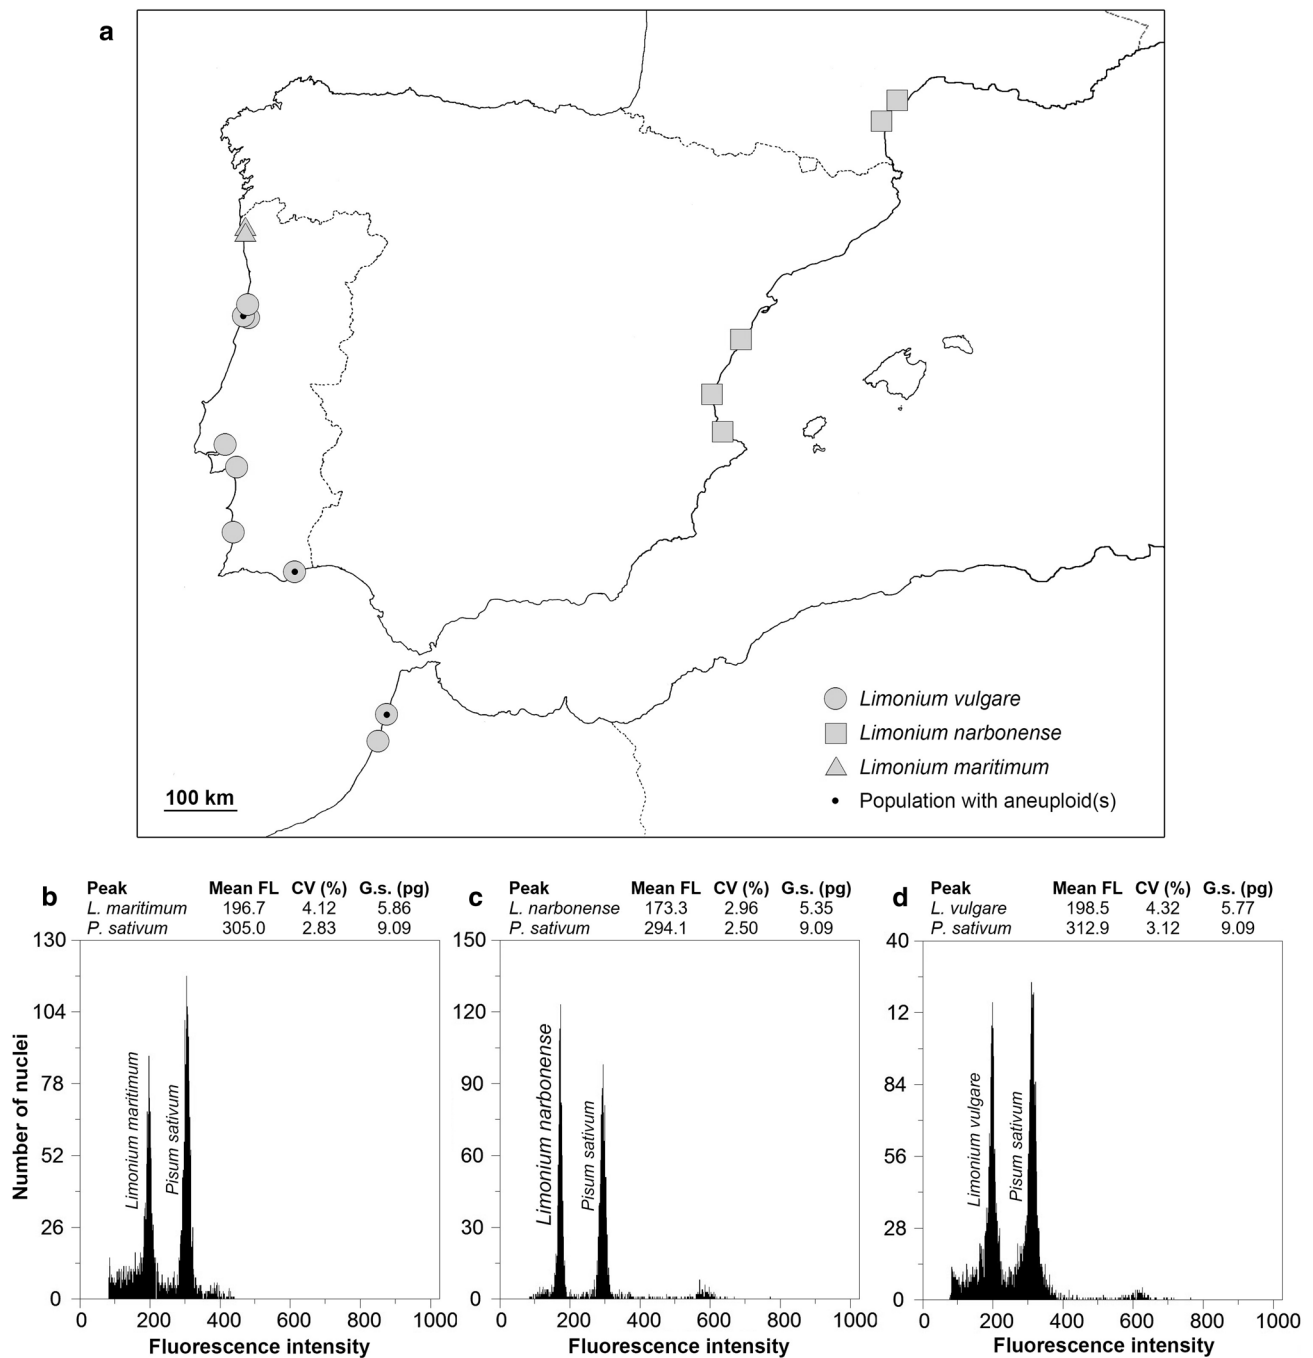 a
Limonium vulgare
Limonium narbonense
Limonium maritimum
Population with aneuploid(s)
100 km
b
Peak Mean FL CV (%) G.s. (pg)
L. maritimum 196.7 4.12 5.86
P. sativum 305.0 2.83 9.09
130
104
78
52
26
0
Number of nuclei
Limonium maritimum
Pisum sativum
0 200 400 600 800 1000
Fluorescence intensity
c
Peak Mean FL CV (%) G.s. (pg)
L. narbonense 173.3 2.96 5.35
P. sativum 294.1 2.50 9.09
150
120
90
60
30
0
Limonium narbonense
Pisum sativum
0 200 400 600 800 1000
Fluorescence intensity
d
Peak Mean FL CV (%) G.s. (pg)
L. vulgare 198.5 4.32 5.77
P. sativum 312.9 3.12 9.09
40
12
84
56
28
0
Limonium vulgare
Pisum sativum
0 200 400 600 800 1000
Fluorescence intensity